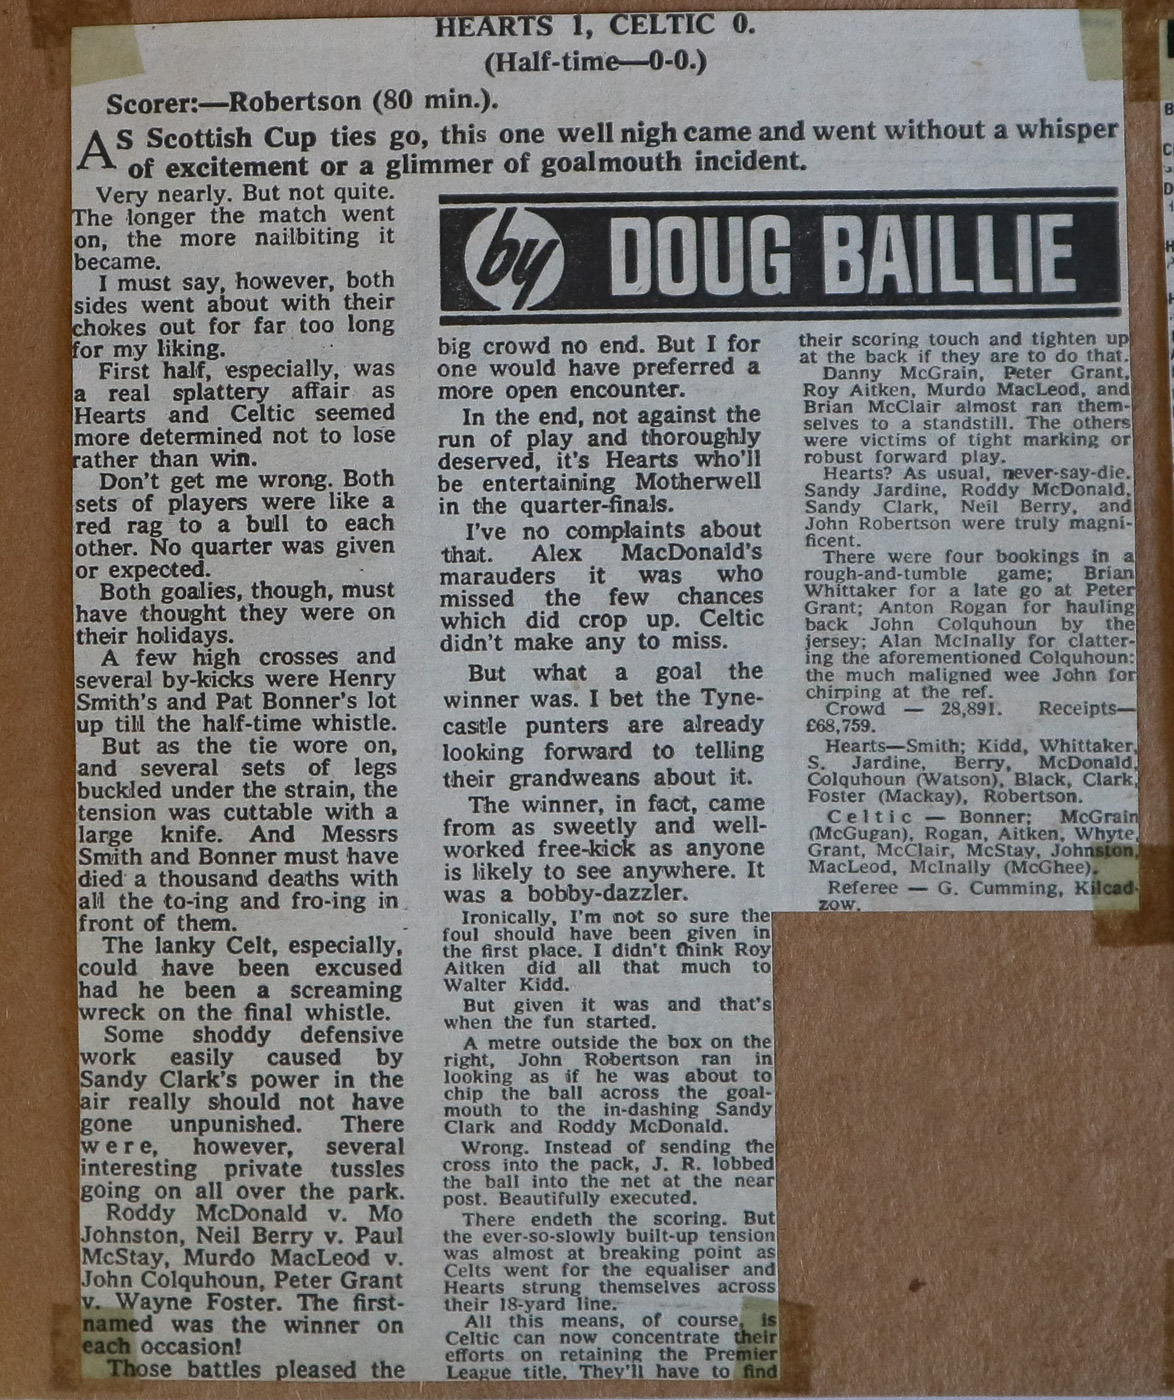 HEARTS 1, CELTIC 0.
(Half-time—0-0.)
Scorer:—Robertson (80 min.).
AS Scottish Cup ties go, this one well nigh came and went without a whisper
of excitement or a glimmer of goalmouth incident.
Very nearly. But not quite.
The longer the match went
on, the more nailbiting it
became.
I must say, however, both
sides went about with their
chokes out for far too long
for my liking.
First half, especially, was
a real splattery affair as
Hearts and Celtic seemed
more determined not to lose
rather than win.
Don't get me wrong. Both
sets of players were like a
red rag to a bull to each
other. No quarter was given
or expected.
Both goalies, though, must
have thought they were on
their holidays.
A few high crosses and
several by-kicks were Henry
Smith's and Pat Bonner's lot
up till the half-time whistle.
But as the tie wore on,
and several sets of legs
buckled under the strain, the
tension was cuttable with a
large knife. And Messrs
Smith and Bonner must have
died a thousand deaths with
all the to-ing and fro-ing in
front of them.
The lanky Celt, especially,
could have been excused
had he been a screaming
wreck on the final whistle.
Some shoddy defensive
work easily caused by
Sandy Clark's power in the
air really should not have
gone unpunished. There
were, however, several
interesting private tussles
going on all over the park.
Roddy McDonald v. Mo
Johnston, Neil Berry v. Paul
McStay, Murdo MacLeod v.
John Colquhoun, Peter Grant
v. Wayne Foster. The first-
named was the winner on
each occasion!
Those battles pleased the
by DOUG BAILLIE
big crowd no end. But I for
one would have preferred a
more open encounter.
In the end, not against the
run of play and thoroughly
deserved, it's Hearts who'll
be entertaining Motherwell
in the quarter-finals.
I've no complaints about
that. Alex MacDonald's
marauders it was who
missed the few chances
which did crop up. Celtic
didn't make any to miss.
But what a goal the
winner was. I bet the Tyne-
castle punters are already
looking forward to telling
their grandweans about it.
The winner, in fact, came
from as sweetly and well-
worked free-kick as anyone
is likely to see anywhere. It
was a bobby-dazzler.
Ironically, I'm not so sure the
foul should have been given in
the first place. I didn't think Roy
Aitken did all that much to
Walter Kidd.
But given it was and that's
when the fun started.
A metre outside the box on the
right, John Robertson ran in
looking as if he was about to
chip the ball across the goal-
mouth to the in-dashing Sandy
Clark and Roddy McDonald.
Wrong. Instead of sending the
cross into the pack, J. R. lobbed
the ball into the net at the near
post. Beautifully executed.
There endeth the scoring. But
the ever-so-slowly built-up tension
was almost at breaking point as
Celts went for the equaliser and
Hearts strung themselves across
their 18-yard line.
All this means, of course, is
Celtic can now concentrate their
efforts on retaining the Premier
League title. They'll have to find
their scoring touch and tighten up
at the back if they are to do that.
Danny McGrain, Peter Grant,
Roy Aitken, Murdo MacLeod, and
Brian McClair almost ran them-
selves to a standstill. The others
were victims of tight marking or
robust forward play.
Hearts? As usual, never-say-die.
Sandy Jardine, Roddy McDonald,
Sandy Clark, Neil Berry, and
John Robertson were truly magni-
ficent.
There were four bookings in a
rough-and-tumble game; Brian
Whittaker for a late go at Peter
Grant; Anton Rogan for hauling
back John Colquhoun by the
jersey; Alan McInally for clatter-
ing the aforementioned Colquhoun:
the much maligned wee John for
chirping at the ref.
Crowd — 28,891. Receipts—
£68,759.
Hearts—Smith; Kidd, Whittaker,
S. Jardine, Berry, McDonald,
Colquhoun (Watson), Black, Clark,
Foster (Mackay), Robertson.
Celtic — Bonner; McGrain
(McGugan), Rogan, Aitken, Whyte,
Grant, McClair, McStay, Johnston,
MacLeod, McInally (McGhee).
Referee — G. Cumming, Kilcad-
zow.